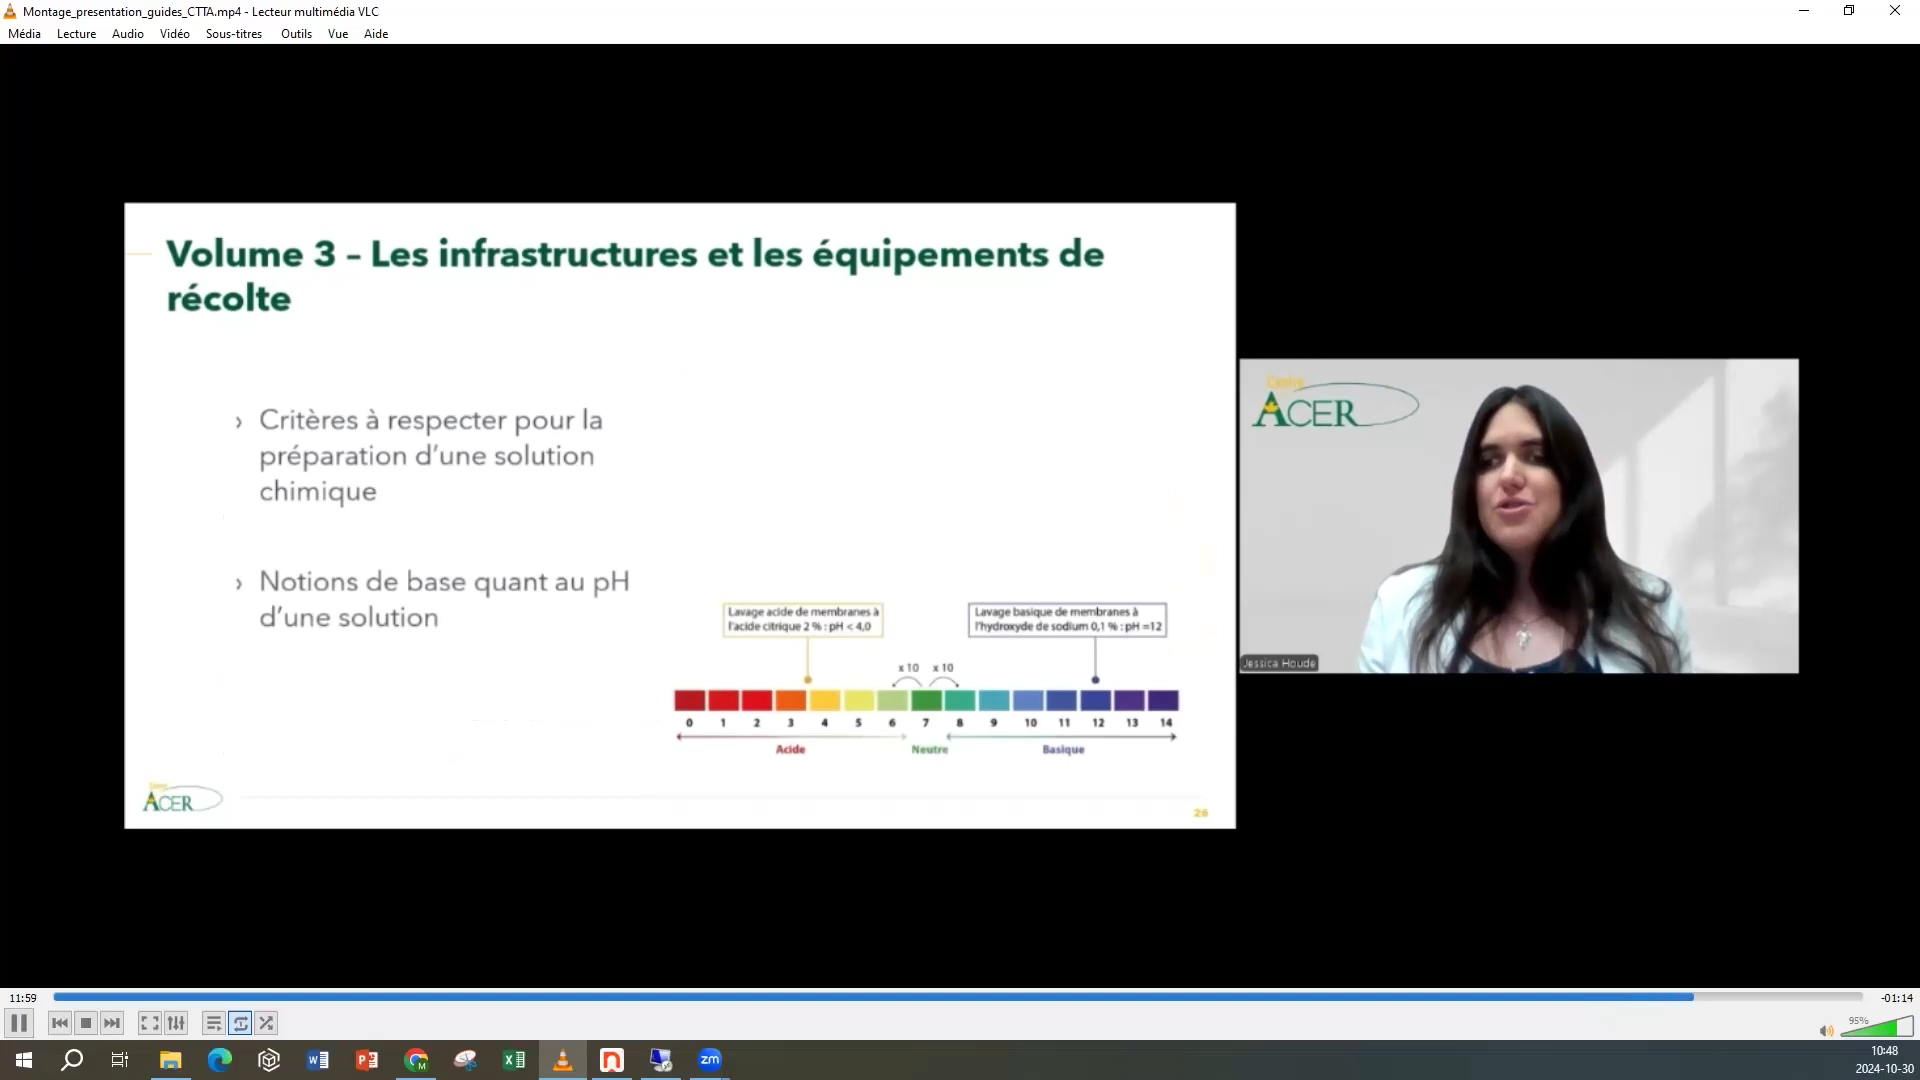 Montage_presentation_guides_CTTA.mp4 - Lecteur multimédia VLC
Média Lecture Audio Vidéo Sous-titres Outils Vue Aide
Volume 3 – Les infrastructures et les équipements de
récolte
› Critères à respecter pour la
préparation d’une solution
chimique
› Notions de base quant au pH
d’une solution
Lavage acide de membranes à
l'acide citrique 2 % : pH < 4,0
Lavage basique de membranes à
l'hydroxyde de sodium 0,1 % : pH =12
x 10 x 10
0 1 2 3 4 5 6 7 8 9 10 11 12 13 14
Acide Neutre Basique
Centre
ACER
26
Centre
ACER
Jessica Houde
11:59
-01:14
95%
zm
10:48
2024-10-30